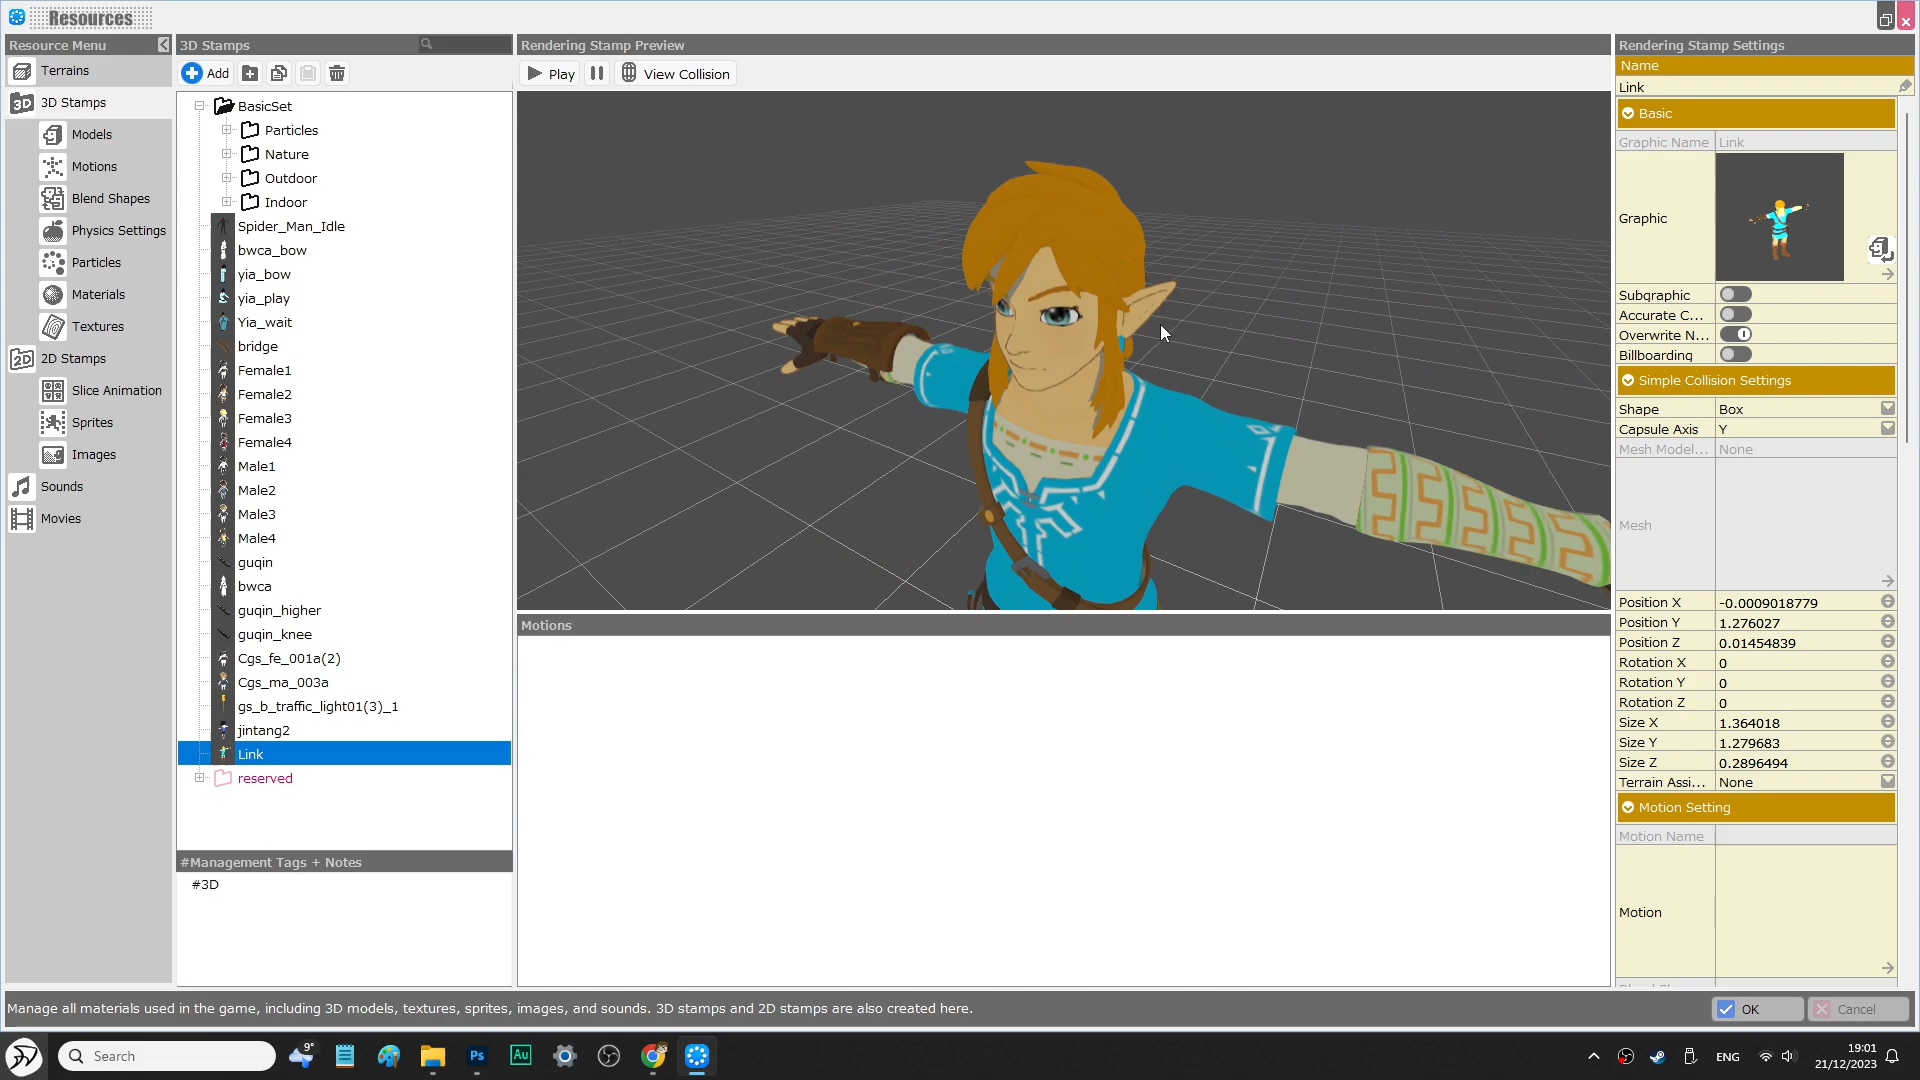 Resources
Resource Menu
Terrains
3D 3D Stamps
Models
Motions
Blend Shapes
Physics Settings
Particles
Materials
Textures
2D 2D Stamps
Slice Animation
Sprites
Images
Sounds
Movies
3D Stamps
Add
BasicSet
Particles
Nature
Outdoor
Indoor
Spider_Man_Idle
bwca_bow
yia_bow
yia_play
Yia_wait
bridge
Female1
Female2
Female3
Female4
Male1
Male2
Male3
Male4
guqin
bwca
guqin_higher
guqin_knee
Cgs_fe_001a(2)
Cgs_ma_003a
gs_b_traffic_light01(3)_1
jintang2
Link
reserved
#Management Tags + Notes
#3D
Rendering Stamp Preview
Play
View Collision
Motions
Rendering Stamp Settings
Name
Link
Basic
Graphic Name Link
Graphic
Subgraphic
Accurate C...
Overwrite N...
Billboarding
Simple Collision Settings
Shape Box
Capsule Axis Y
Mesh Model... None
Mesh
Position X -0.0009018779
Position Y 1.276027
Position Z 0.01454839
Rotation X 0
Rotation Y 0
Rotation Z 0
Size X 1.364018
Size Y 1.279683
Size Z 0.2896494
Terrain Assi... None
Motion Setting
Motion Name
Motion
Manage all materials used in the game, including 3D models, textures, sprites, images, and sounds. 3D stamps and 2D stamps are also created here.
OK
Cancel
Search
9°
Ps
Au
ENG
19:01
21/12/2023